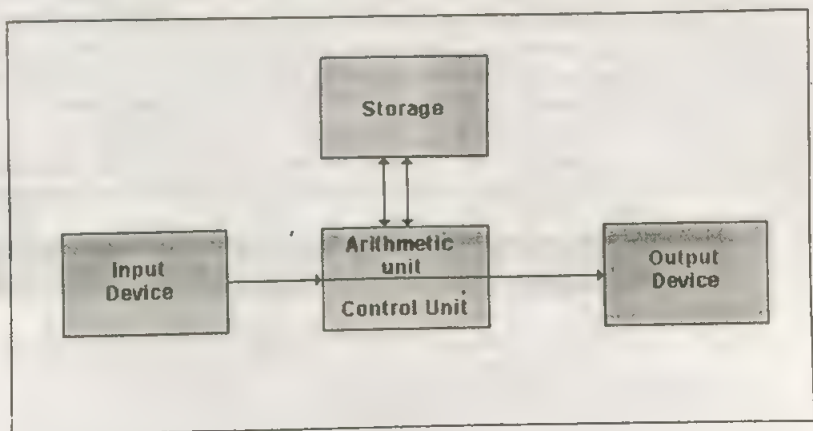 Storage
Input
Device
Arithmetic
unit
Control Unit
Output
Device